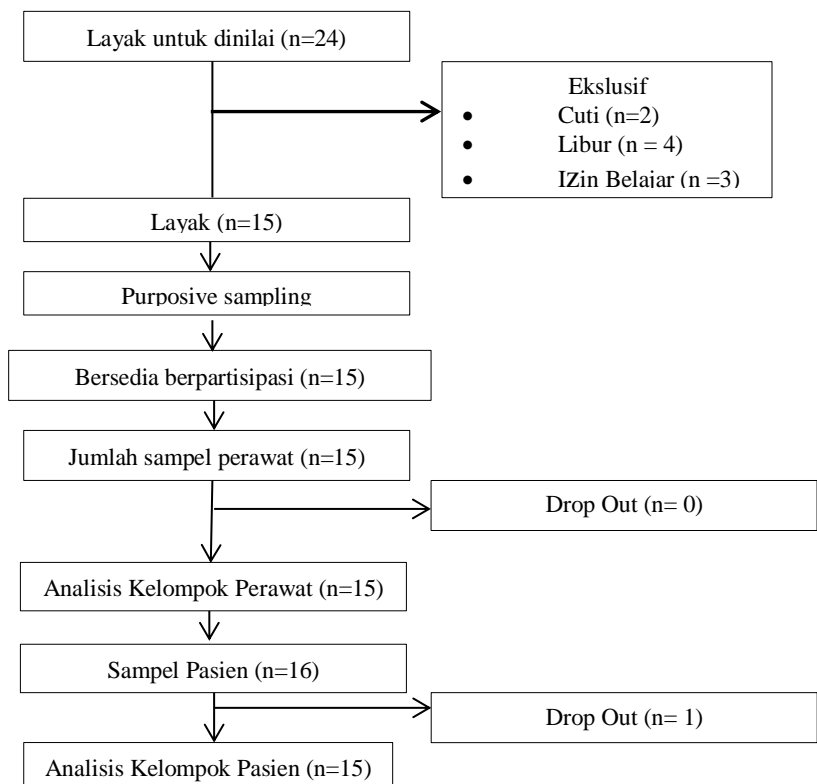 Layak untuk dinilai (n=24)
Ekslusif
• Cuti (n=2)
• Libur (n = 4)
• IZin Belajar (n =3)
Layak (n=15)
Purposive sampling
Bersedia berpartisipasi (n=15)
Jumlah sampel perawat (n=15)
Drop Out (n= 0)
Analisis Kelompok Perawat (n=15)
Sampel Pasien (n=16)
Drop Out (n= 1)
Analisis Kelompok Pasien (n=15)